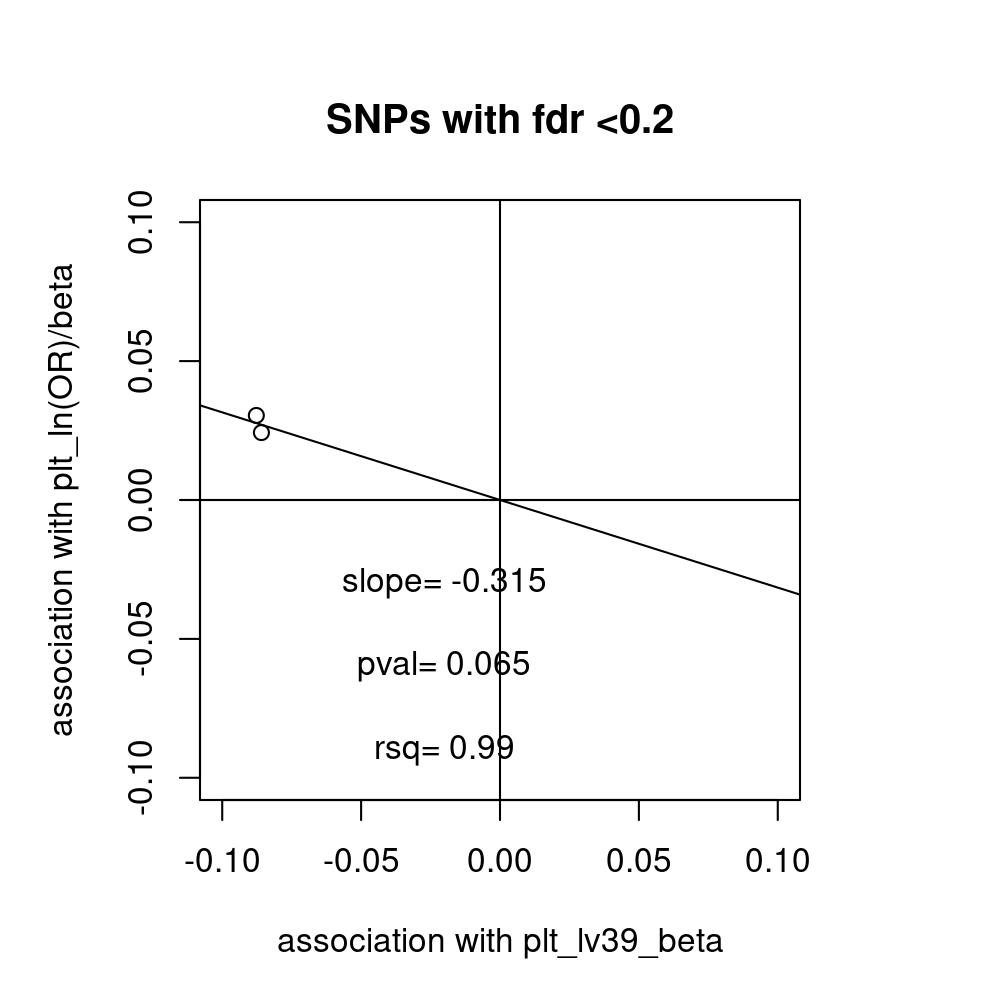 SNPs with fdr <0.2
association with plt_ln(OR)/beta
0.10
0.05
0.00
-0.05
-0.10
slope= -0.315
pval= 0.065
rsq= 0.99
-0.10 -0.05 0.00 0.05 0.10
association with plt_lv39_beta